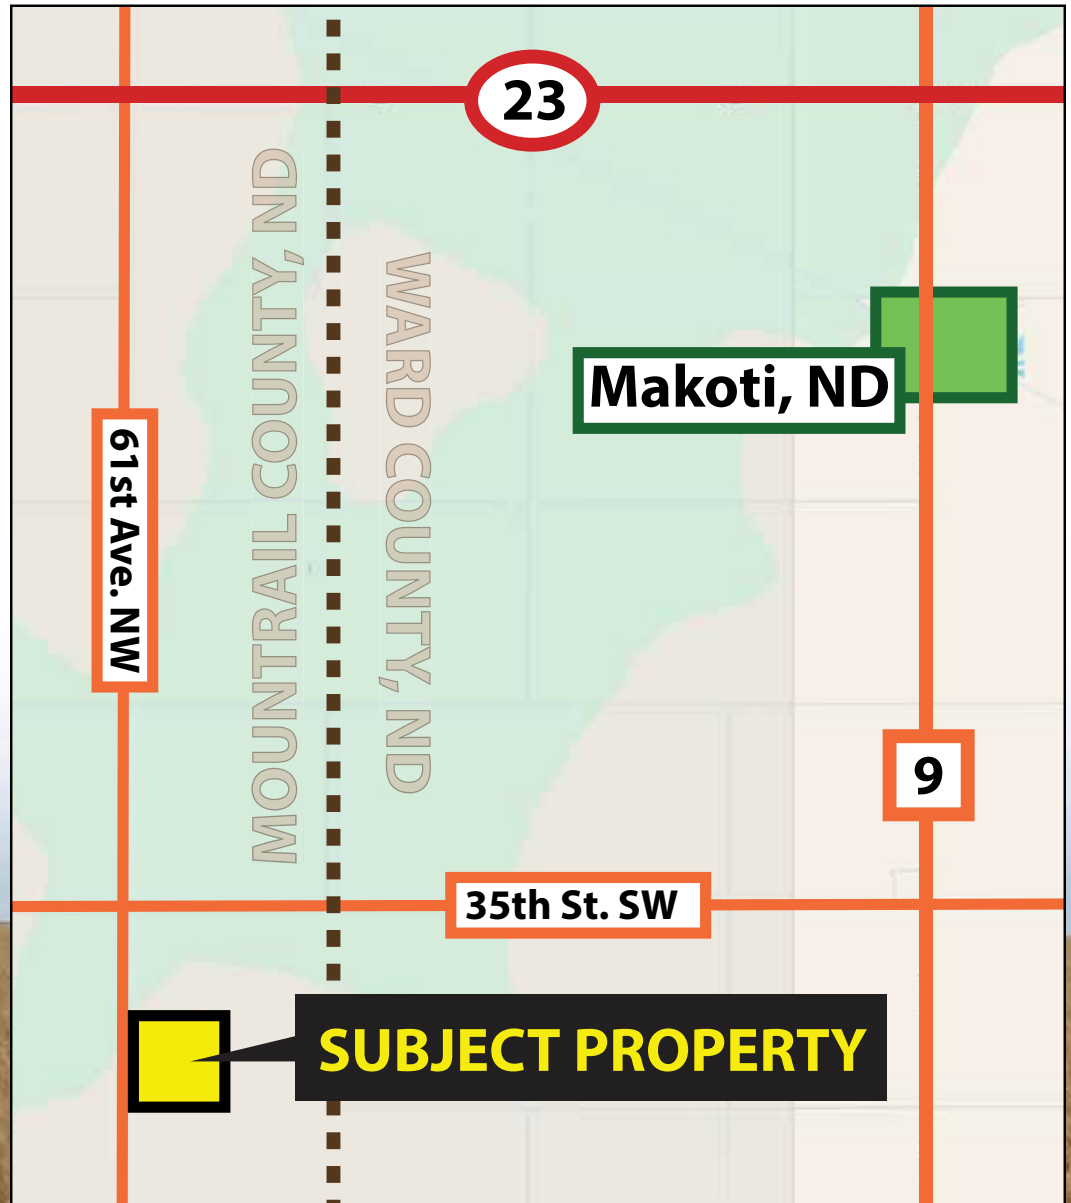 23
MOUNTRAIL COUNTY, ND
WARD COUNTY, ND
Makoti, ND
61st Ave. NW
9
35th St. SW
SUBJECT PROPERTY